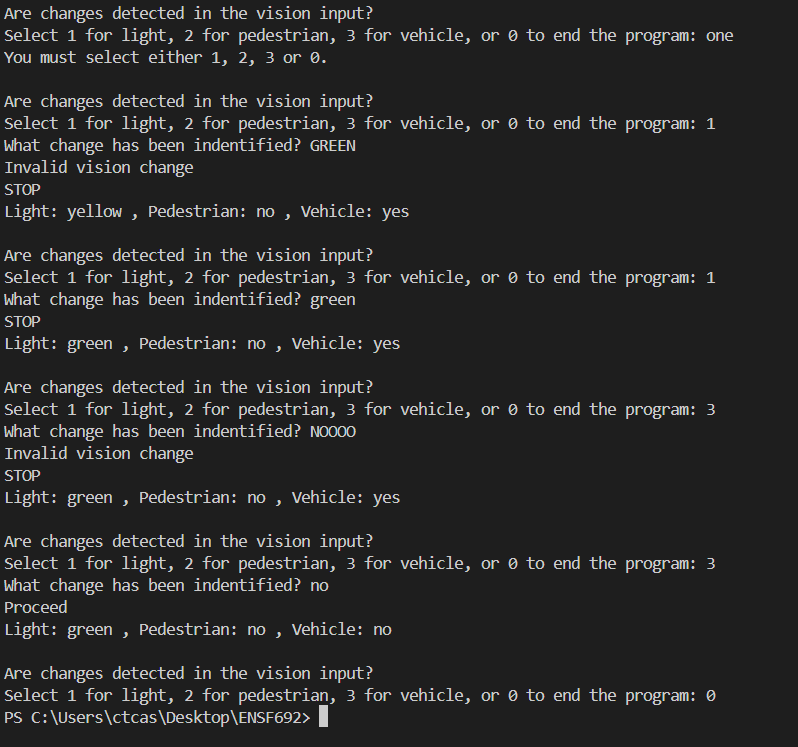 Are changes detected in the vision input?
Select 1 for light, 2 for pedestrian, 3 for vehicle, or 0 to end the program: one
You must select either 1, 2, 3 or 0.
Are changes detected in the vision input?
Select 1 for light, 2 for pedestrian, 3 for vehicle, or 0 to end the program: 1
What change has been indentified? GREEN
Invalid vision change
STOP
Light: yellow , Pedestrian: no , Vehicle: yes
Are changes detected in the vision input?
Select 1 for light, 2 for pedestrian, 3 for vehicle, or 0 to end the program: 1
What change has been indentified? green
STOP
Light: green , Pedestrian: no , Vehicle: yes
Are changes detected in the vision input?
Select 1 for light, 2 for pedestrian, 3 for vehicle, or 0 to end the program: 3
What change has been indentified? NOOOO
Invalid vision change
STOP
Light: green , Pedestrian: no , Vehicle: yes
Are changes detected in the vision input?
Select 1 for light, 2 for pedestrian, 3 for vehicle, or 0 to end the program: 3
What change has been indentified? no
Proceed
Light: green , Pedestrian: no , Vehicle: no
Are changes detected in the vision input?
Select 1 for light, 2 for pedestrian, 3 for vehicle, or 0 to end the program: 0
PS C:\Users\ctcas\Desktop\ENSF692>